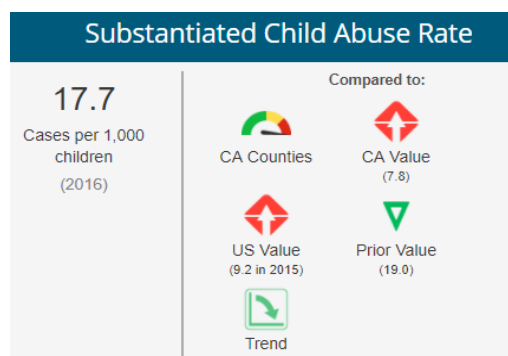 Substantiated Child Abuse Rate
17.7
Cases per 1,000
children
(2016)
Compared to:
CA Counties
CA Value
(7.8)
US Value
(9.2 in 2015)
Prior Value
(19.0)
Trend